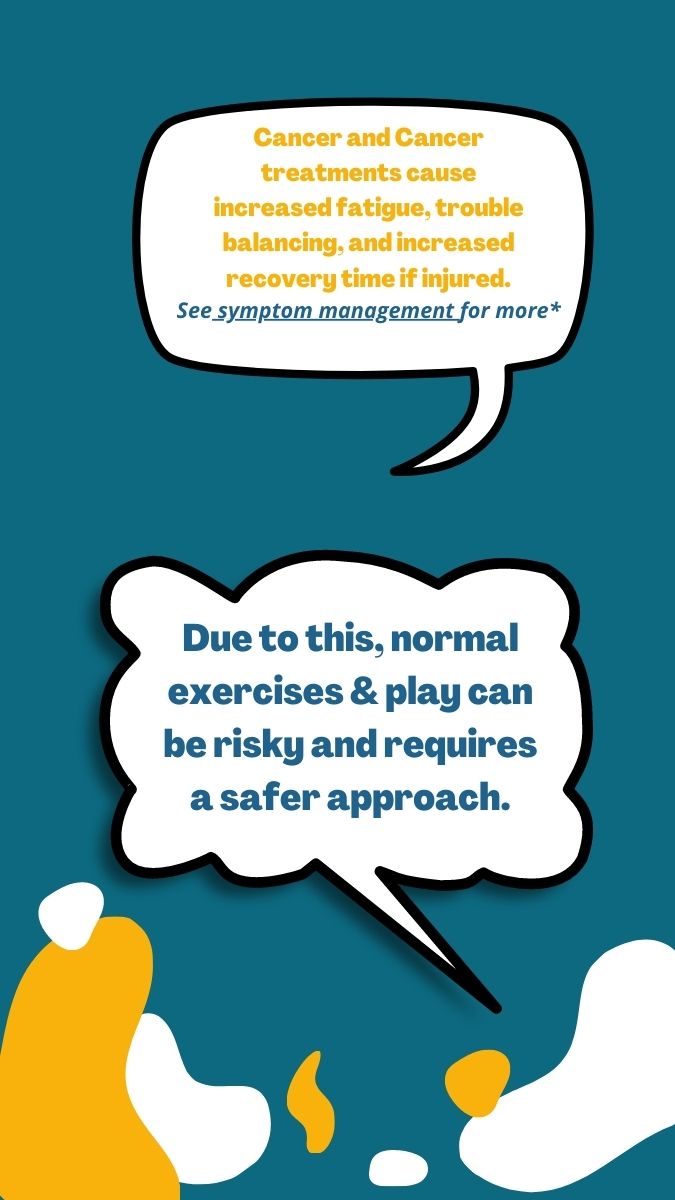 Cancer and Cancer
treatments cause
increased fatigue, trouble
balancing, and increased
recovery time if injured.
See symptom management for more*
Due to this, normal
exercises & play can
be risky and requires
a safer approach.